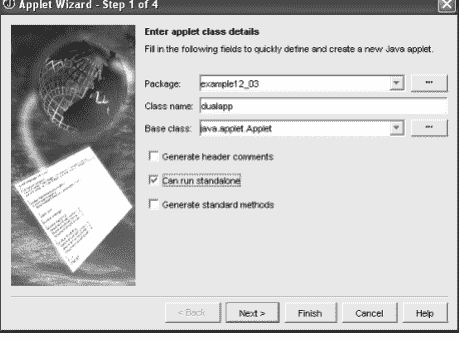 Applet Wizard - Step 1 of 4
Enter applet class details
Fill in the following fields to quickly define and create a new Java applet.
Package: example12_03 ...
Class name: dualapp
Base class: java.applet.Applet ...
Generate header comments
Can run standalone
Generate standard methods
< Back Next > Finish Cancel Help